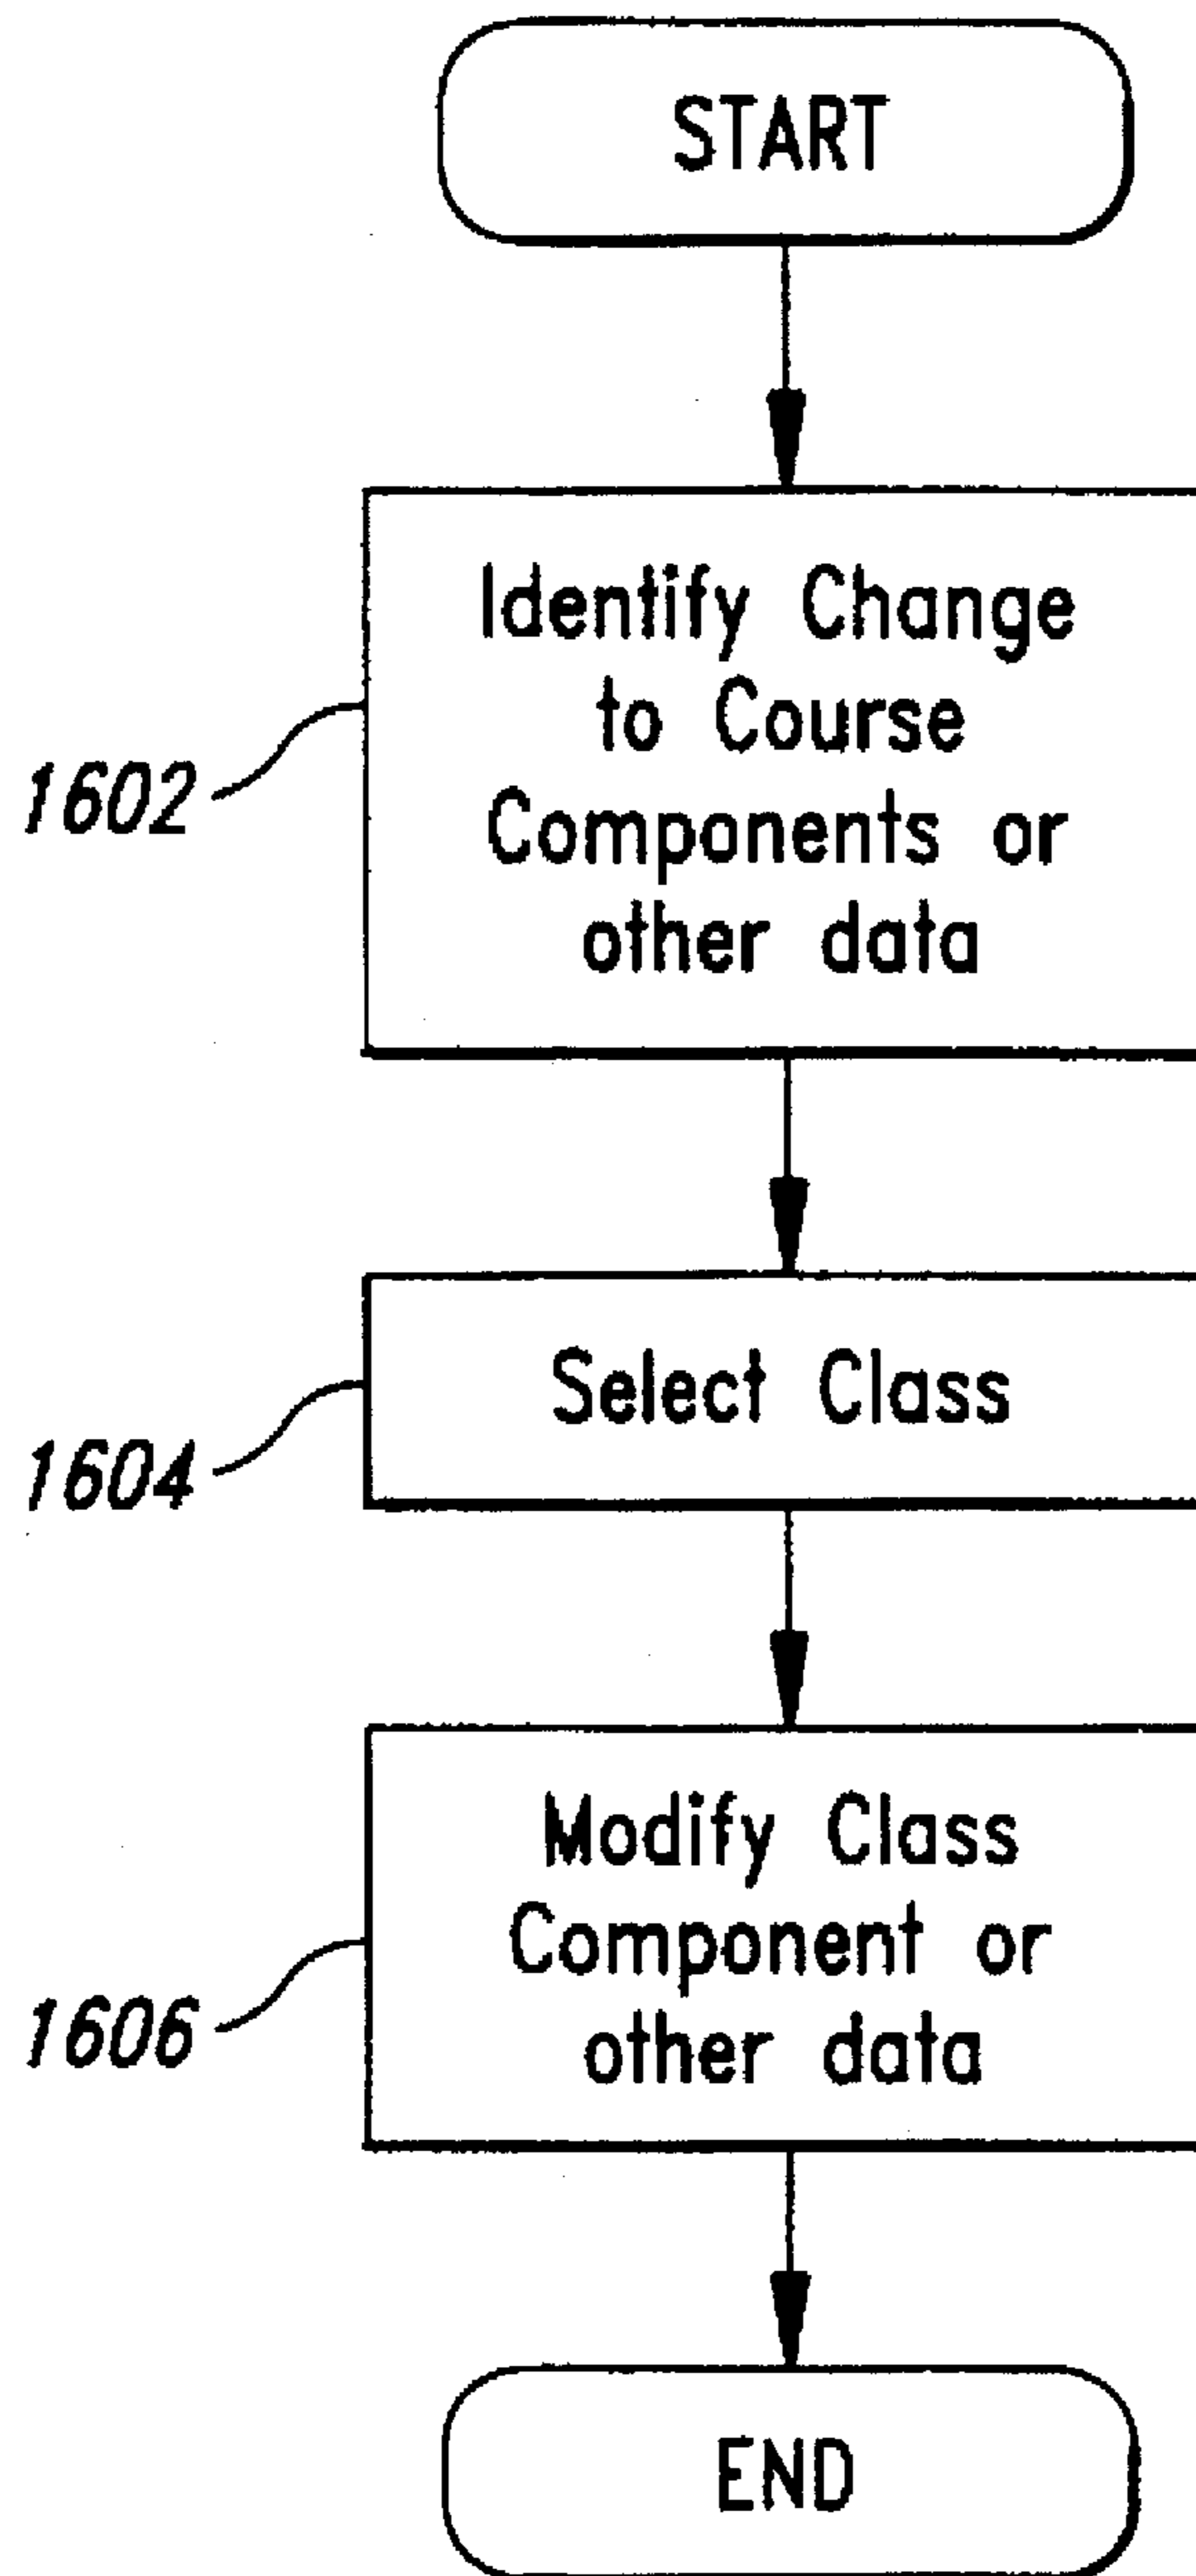 START
Identify Change
to Course
Components or
other data
1602
Select Class
1604
Modify Class
Component or
other data
1606
END